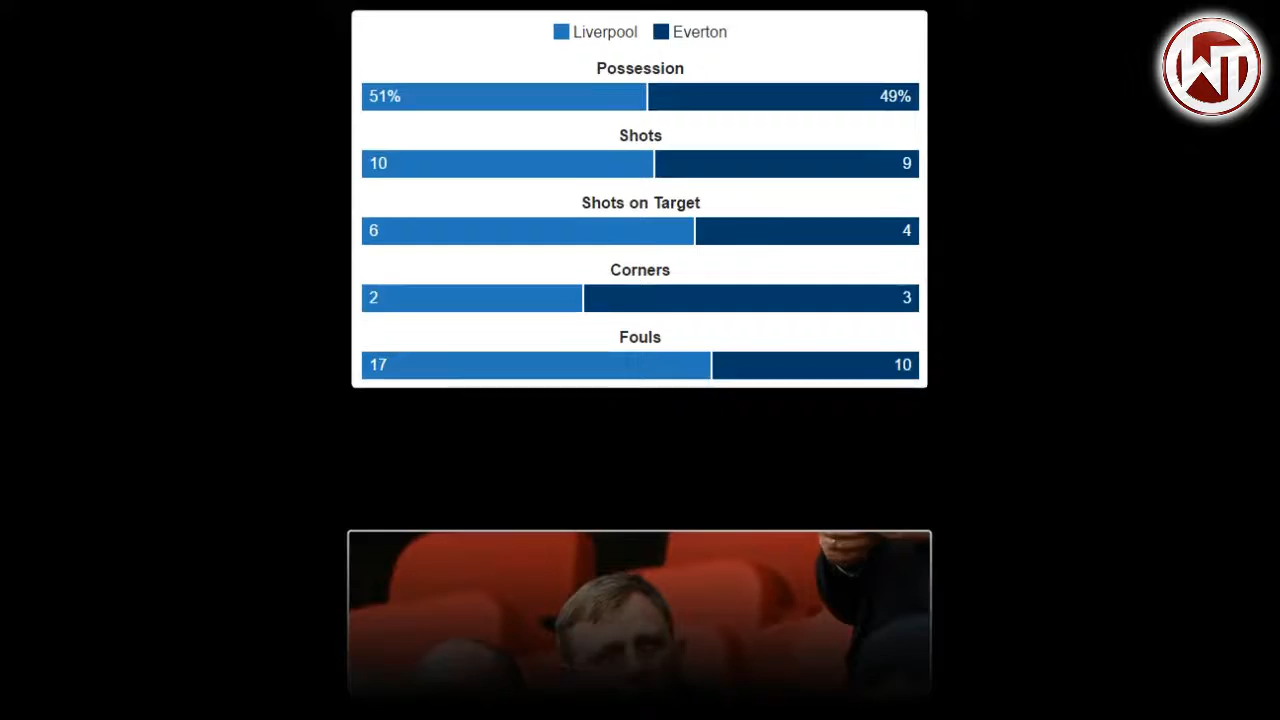 Liverpool Everton
Possession
51% 49%
Shots
10 9
Shots on Target
6 4
Corners
2 3
Fouls
17 10